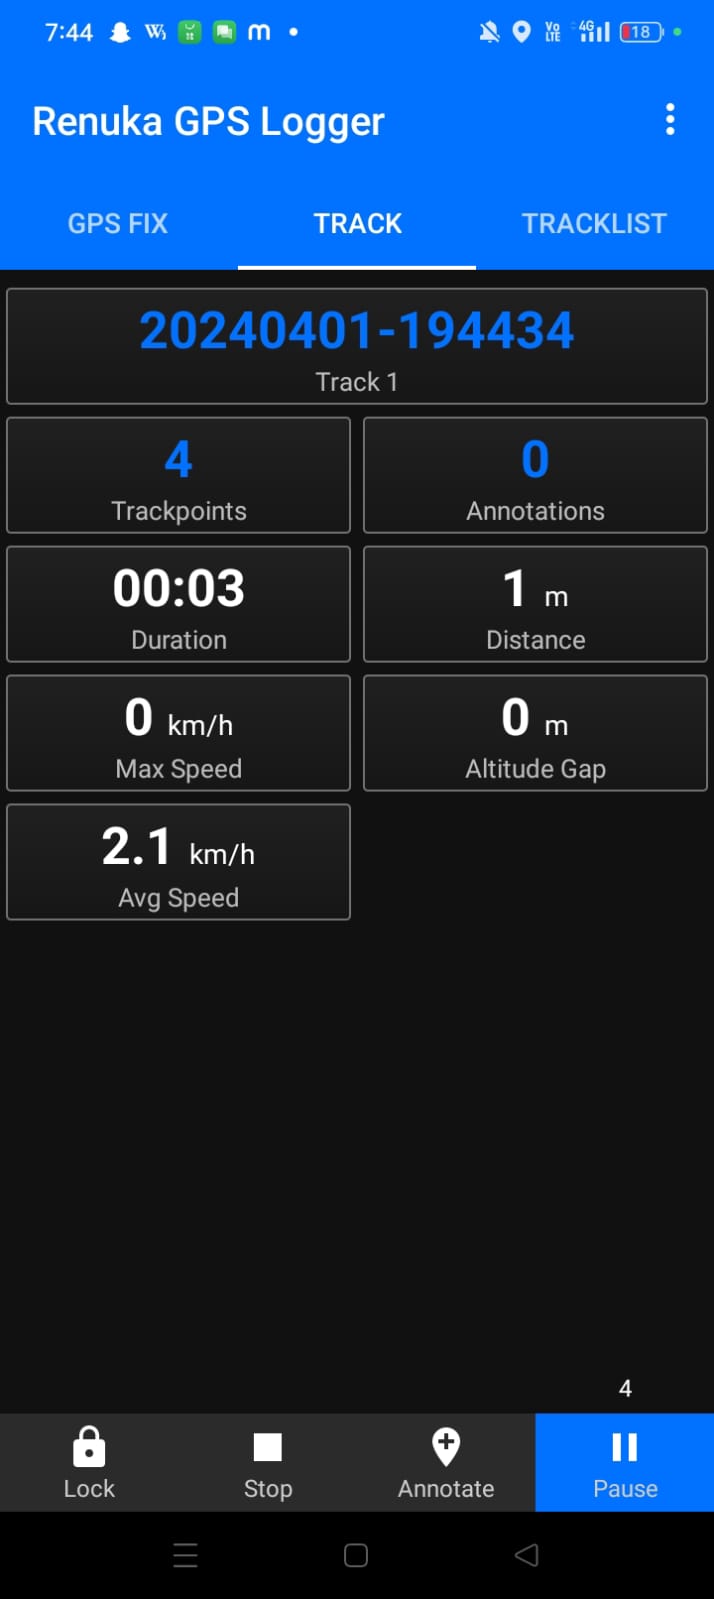 7:44
Vo LTE 4G 18
Renuka GPS Logger
GPS FIX TRACK TRACKLIST
20240401-194434
Track 1
4 0
Trackpoints Annotations
00:03 1 m
Duration Distance
0 km/h 0 m
Max Speed Altitude Gap
2.1 km/h
Avg Speed
4
Lock Stop Annotate Pause